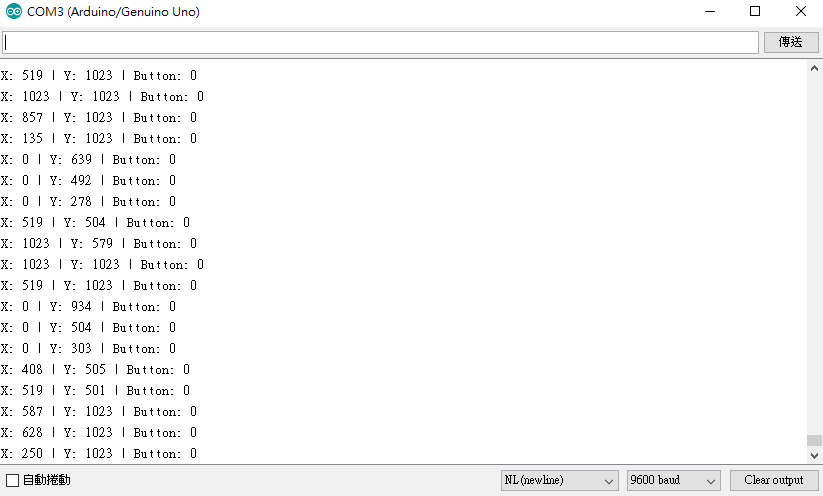 COM3 (Arduino/Genuino Uno)
傳送
X: 519 | Y: 1023 | Button: 0
X: 1023 | Y: 1023 | Button: 0
X: 857 | Y: 1023 | Button: 0
X: 135 | Y: 1023 | Button: 0
X: 0 | Y: 639 | Button: 0
X: 0 | Y: 492 | Button: 0
X: 0 | Y: 278 | Button: 0
X: 519 | Y: 504 | Button: 0
X: 1023 | Y: 579 | Button: 0
X: 1023 | Y: 1023 | Button: 0
X: 519 | Y: 1023 | Button: 0
X: 0 | Y: 934 | Button: 0
X: 0 | Y: 504 | Button: 0
X: 0 | Y: 303 | Button: 0
X: 408 | Y: 505 | Button: 0
X: 519 | Y: 501 | Button: 0
X: 587 | Y: 1023 | Button: 0
X: 628 | Y: 1023 | Button: 0
X: 250 | Y: 1023 | Button: 0
自動捲動 NL(newline) 9600 baud Clear output